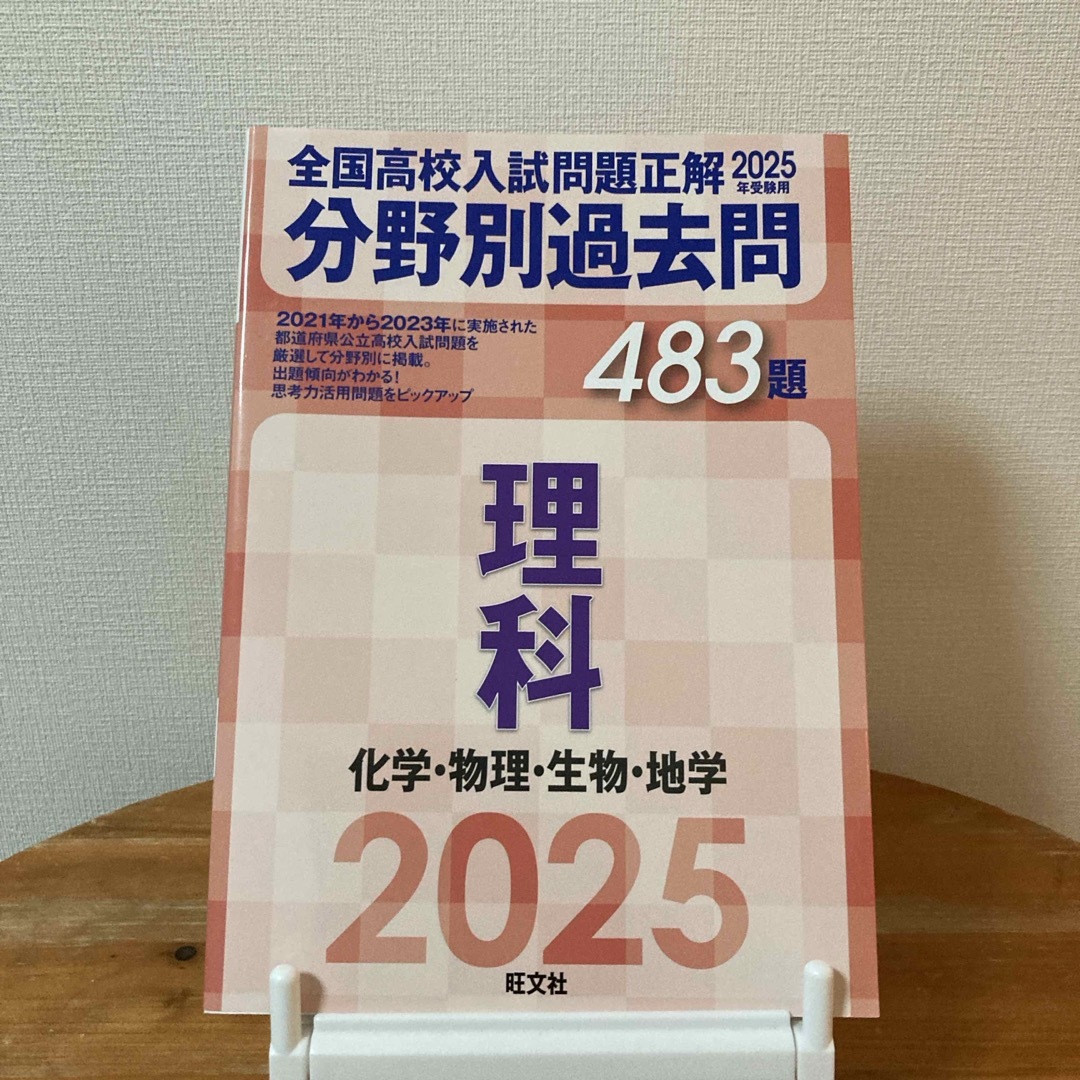 全国高校入試問題正解 2025年受験用
分野別過去問
2021年から2023年に実施された
都道府県公立高校入試問題を
厳選して分野別に掲載。
出題傾向がわかる!
思考力活用問題をピックアップ
483題
理科
化学・物理・生物・地学
2025
旺文社